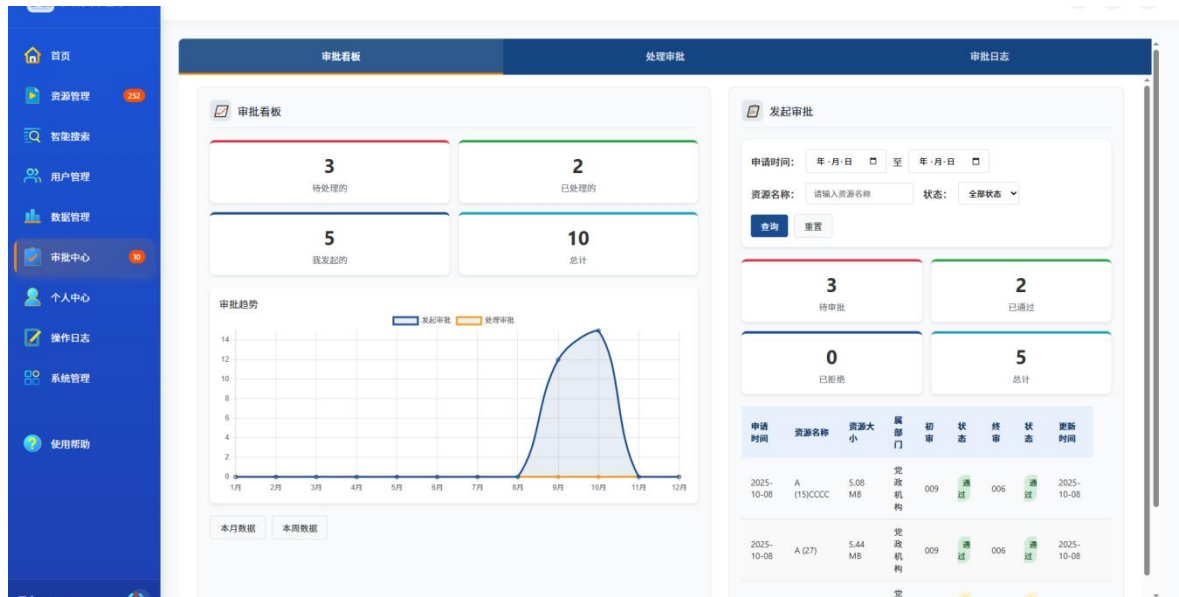 首页
资源管理 252
智能搜索
用户管理
数据管理
审批中心 10
个人中心
操作日志
系统管理
使用帮助
审批看板 处理审批 审批日志
审批看板
3
待处理的
2
已处理的
5
我发起的
10
总计
审批趋势
发起审批 处理审批
14
12
10
8
6
4
2
0
1月 2月 3月 4月 5月 6月 7月 8月 9月 10月 11月 12月
本月数据 本周数据
发起审批
申请时间： 年-月-日 至 年-月-日
资源名称： 请输入资源名称 状态： 全部状态
查询 重置
3
待审批
2
已通过
0
已拒绝
5
总计
申请时间 资源名称 资源大小 属部门 初审 状态 终审 状态 更新时间
2025-10-08 A (15)CCCC 5.08 MB 党政机构 009 通过 006 通过 2025-10-08
2025-10-08 A (27) 5.44 MB 党政机构 009 通过 006 通过 2025-10-08
党